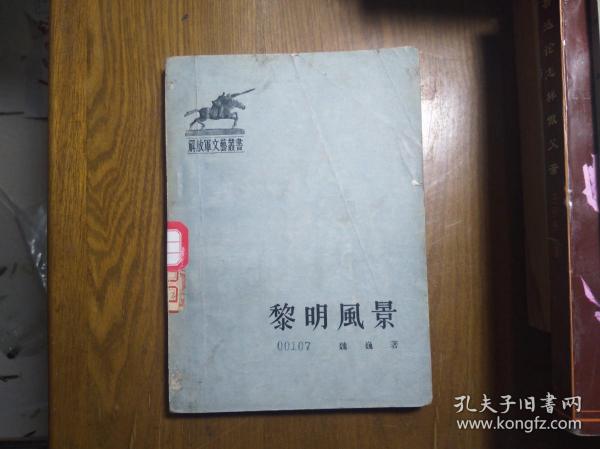 解放軍文藝叢書
2
黎明風景
00107 魏巍 著
孔夫子旧书网
www.kongfz.com